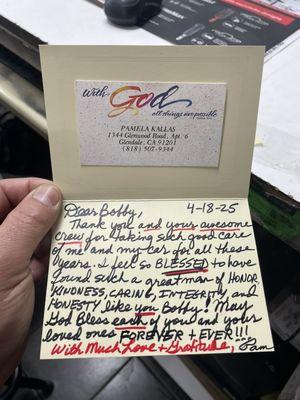 With God
all things are possible
PAMELA KALLAS
1344 Glenwood Road, Apt. 6
Glendale, CA 91201
(818) 507-9344
Dear Bobby, 4-18-25
Thank you and your awesome
crew for taking such good care
of me and my car for all these
years. I feel so BLESSED to have
found such a great man of HONOR,
KINDNESS, CARING, INTEGRITY, and
HONESTY like you Bobby! May
God Bless each of you and your
loved ones FOREVER + EVER!!!
With Much Love + Gratitude, Pam